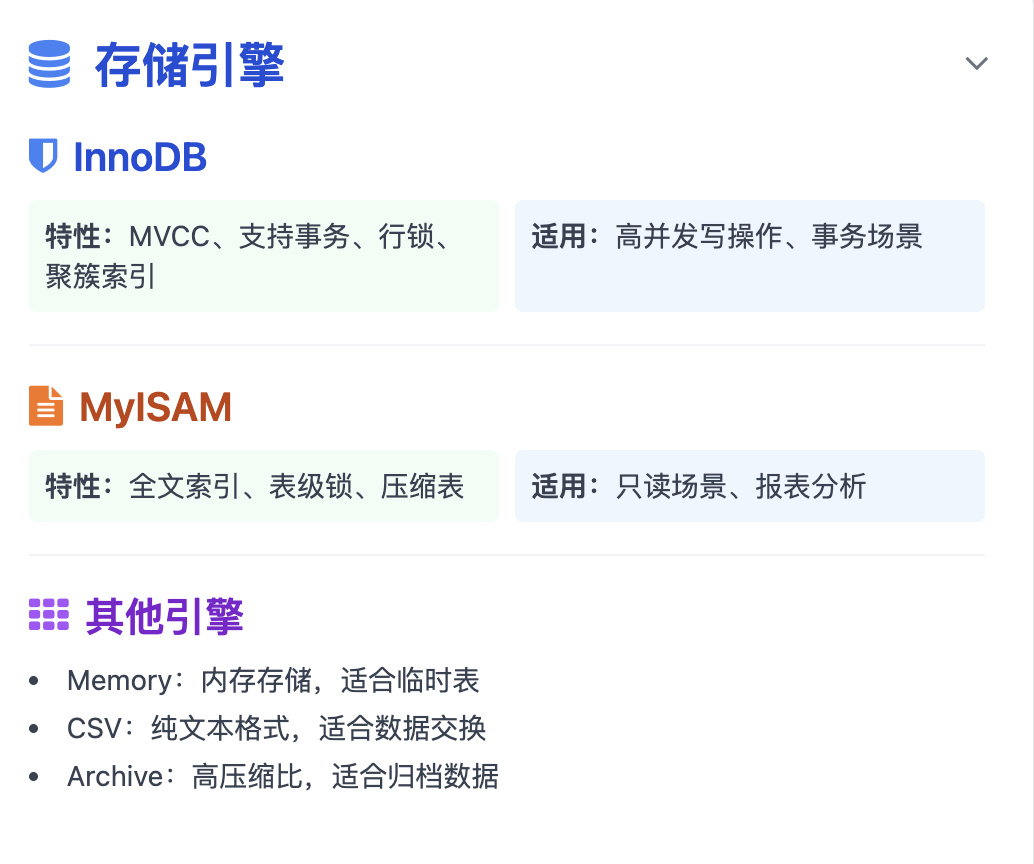 存储引擎
InnoDB
特性：MVCC、支持事务、行锁、
聚簇索引
适用：高并发写操作、事务场景
MyISAM
特性：全文索引、表级锁、压缩表
适用：只读场景、报表分析
其他引擎
• Memory：内存存储，适合临时表
• CSV：纯文本格式，适合数据交换
• Archive：高压缩比，适合归档数据